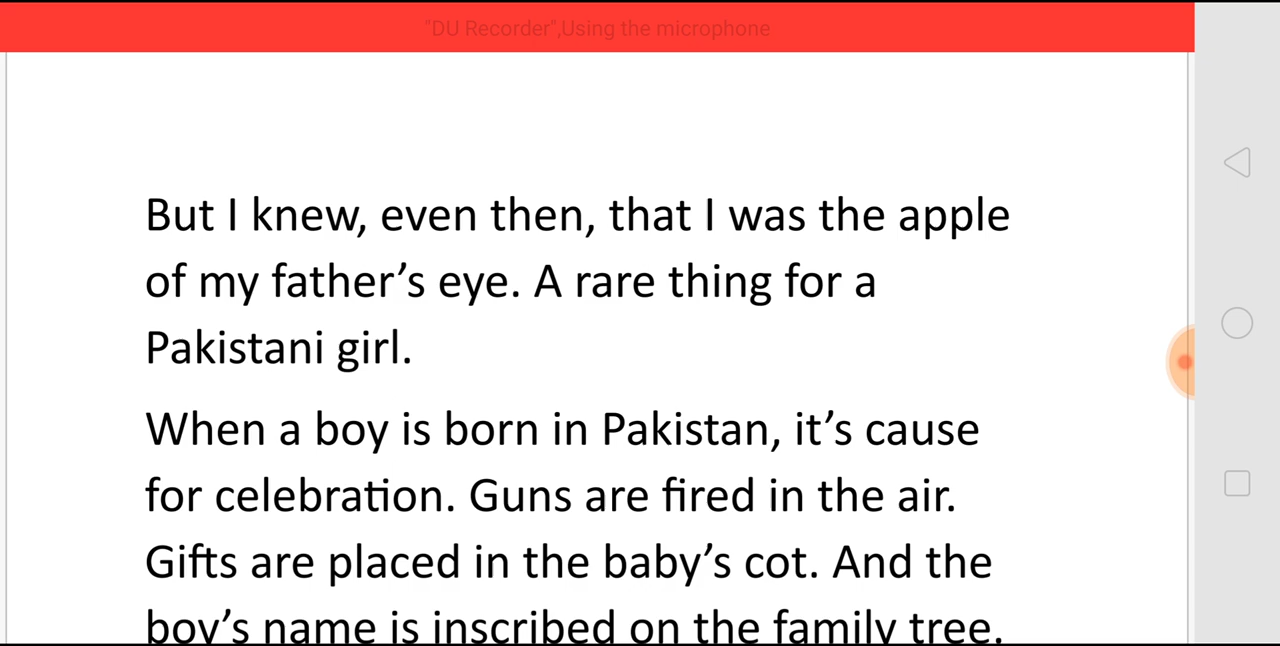 "DU Recorder",Using the microphone
But I knew, even then, that I was the apple
of my father’s eye. A rare thing for a
Pakistani girl.
When a boy is born in Pakistan, it’s cause
for celebration. Guns are fired in the air.
Gifts are placed in the baby’s cot. And the
boy’s name is inscribed on the family tree.